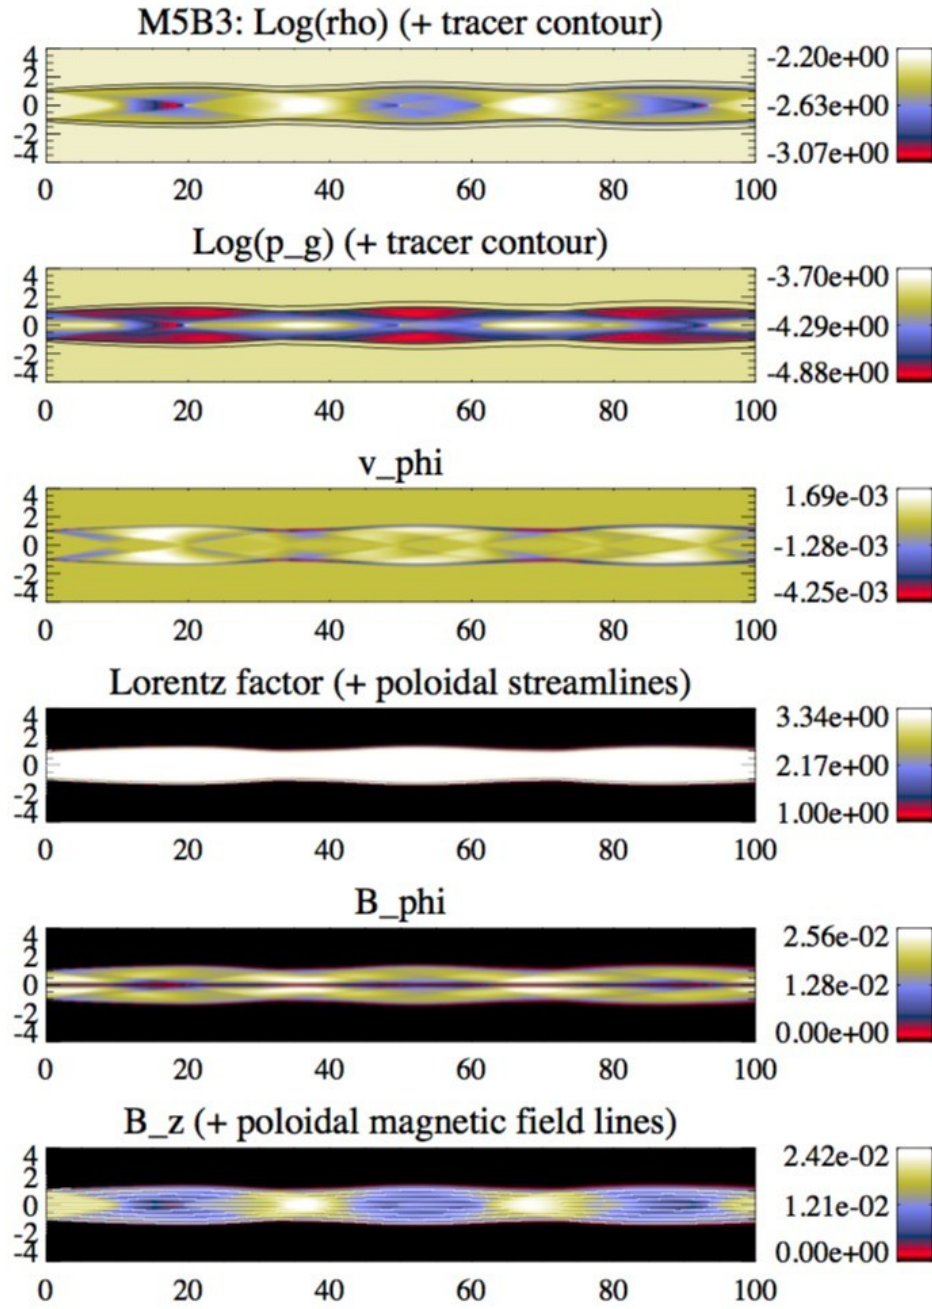 M5B3: Log(rho) (+ tracer contour)
4
2
0
-2
-4
0 20 40 60 80 100
-2.20e+00
-2.63e+00
-3.07e+00
Log(p_g) (+ tracer contour)
4
2
0
-2
-4
0 20 40 60 80 100
-3.70e+00
-4.29e+00
-4.88e+00
v_phi
4
2
0
-2
-4
0 20 40 60 80 100
1.69e-03
-1.28e-03
-4.25e-03
Lorentz factor (+ poloidal streamlines)
4
2
0
-2
-4
0 20 40 60 80 100
3.34e+00
2.17e+00
1.00e+00
B_phi
4
2
0
-2
-4
0 20 40 60 80 100
2.56e-02
1.28e-02
0.00e+00
B_z (+ poloidal magnetic field lines)
4
2
0
-2
-4
0 20 40 60 80 100
2.42e-02
1.21e-02
0.00e+00